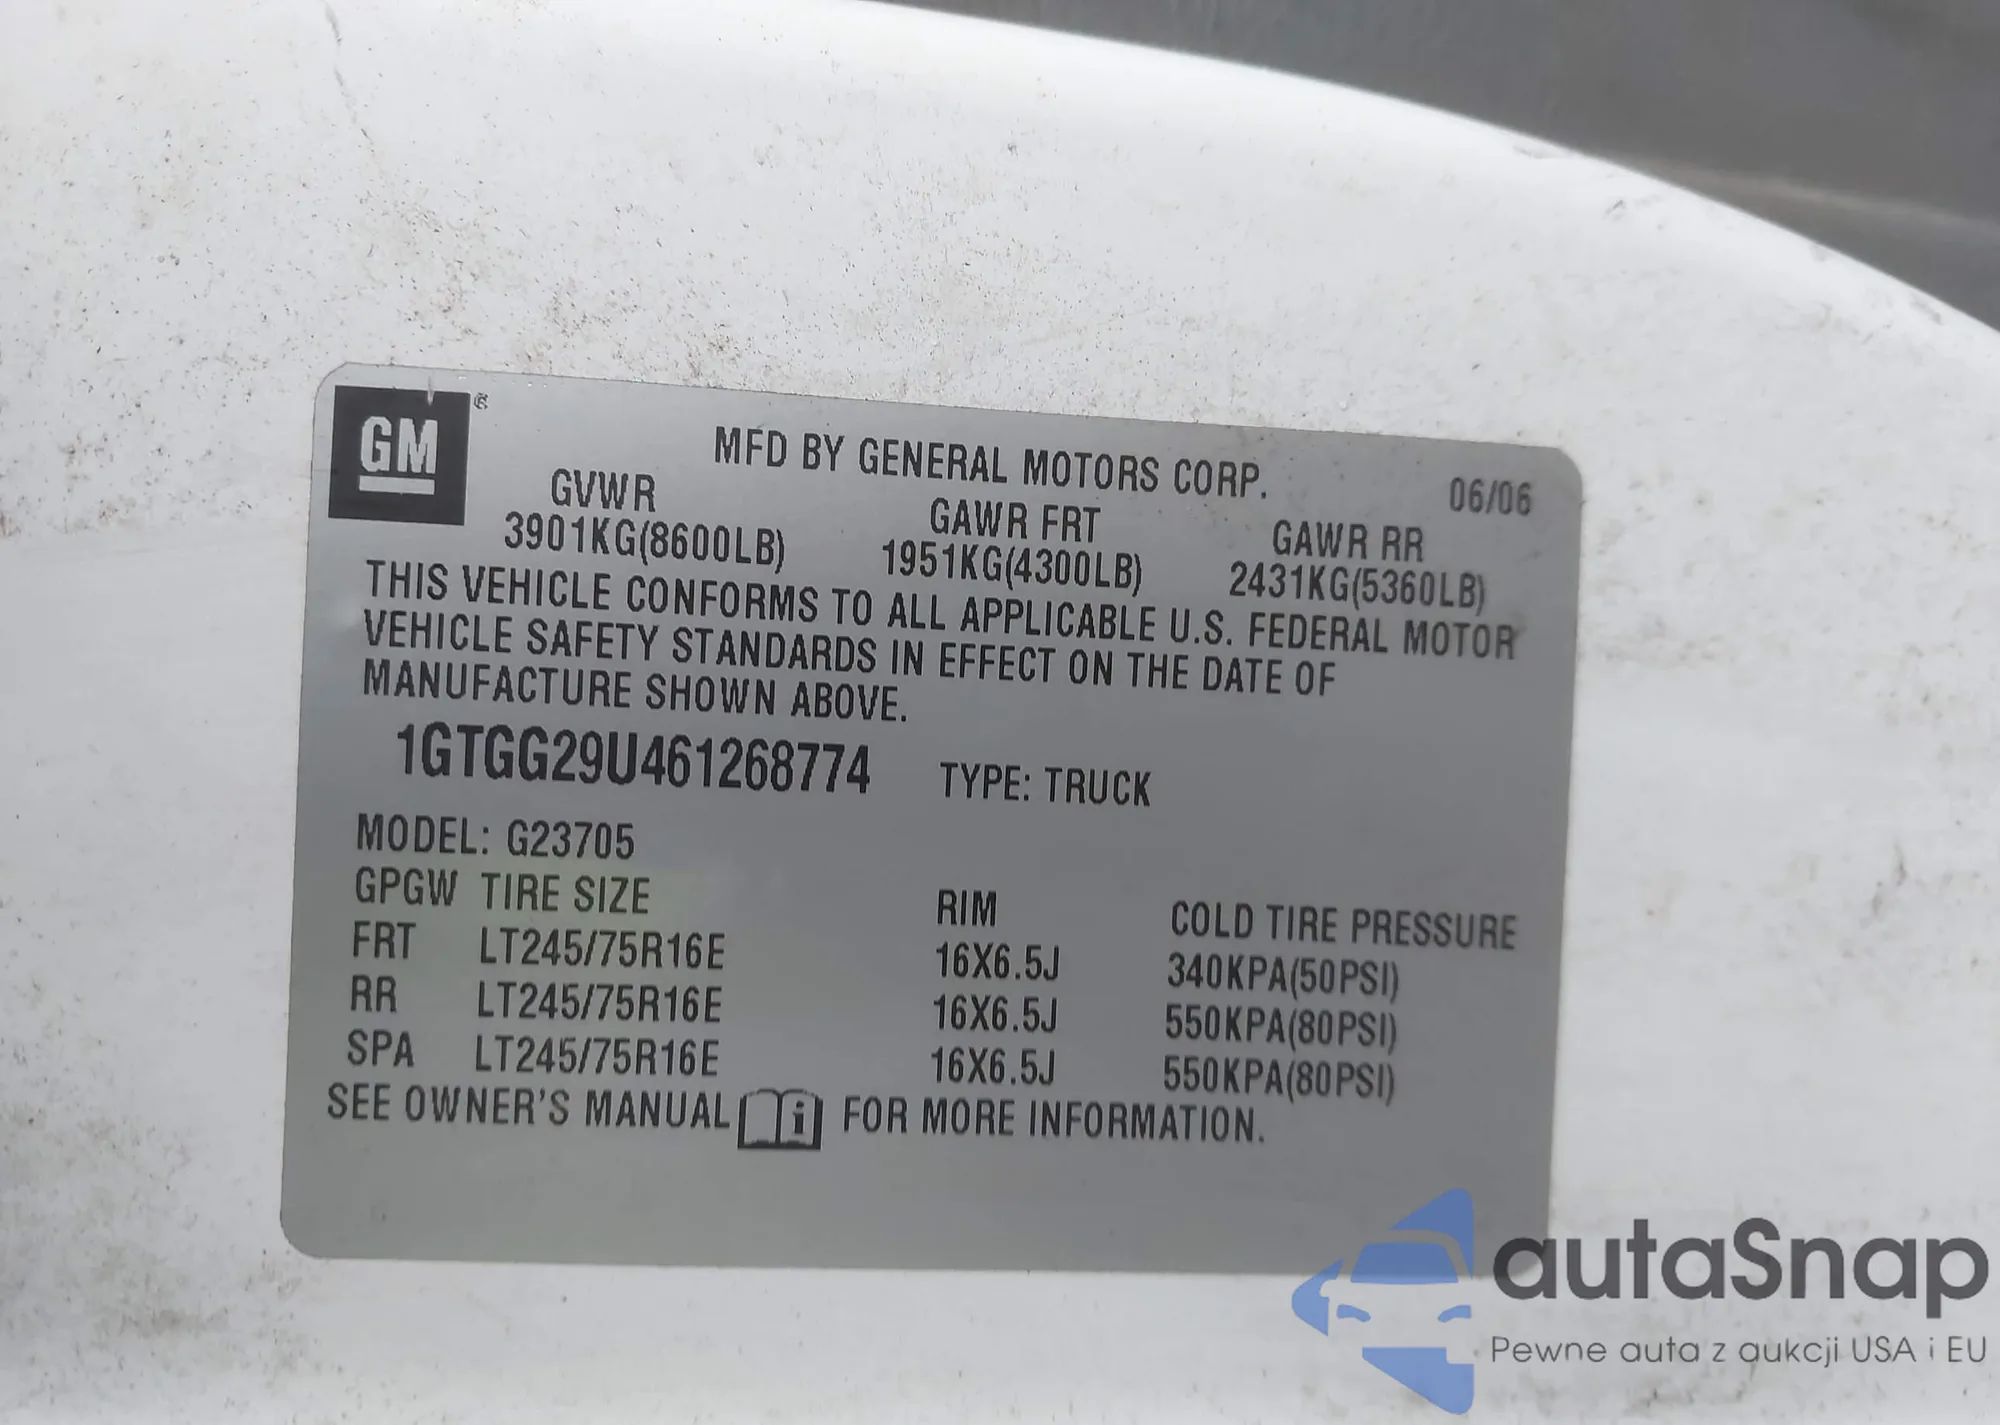 GM
MFD BY GENERAL MOTORS CORP.
06/06
GVWR
GAWR FRT
GAWR RR
3901KG(8600LB)
1951KG(4300LB)
2431KG(5360LB)
THIS VEHICLE CONFORMS TO ALL APPLICABLE U.S. FEDERAL MOTOR
VEHICLE SAFETY STANDARDS IN EFFECT ON THE DATE OF
MANUFACTURE SHOWN ABOVE.
1GTGG29U461268774 TYPE: TRUCK
MODEL: G23705
GPGW TIRE SIZE RIM COLD TIRE PRESSURE
FRT LT245/75R16E 16X6.5J 340KPA(50PSI)
RR LT245/75R16E 16X6.5J 550KPA(80PSI)
SPA LT245/75R16E 16X6.5J 550KPA(80PSI)
SEE OWNER'S MANUAL i FOR MORE INFORMATION.
autaSnap
Pewne auta z aukcji USA i EU